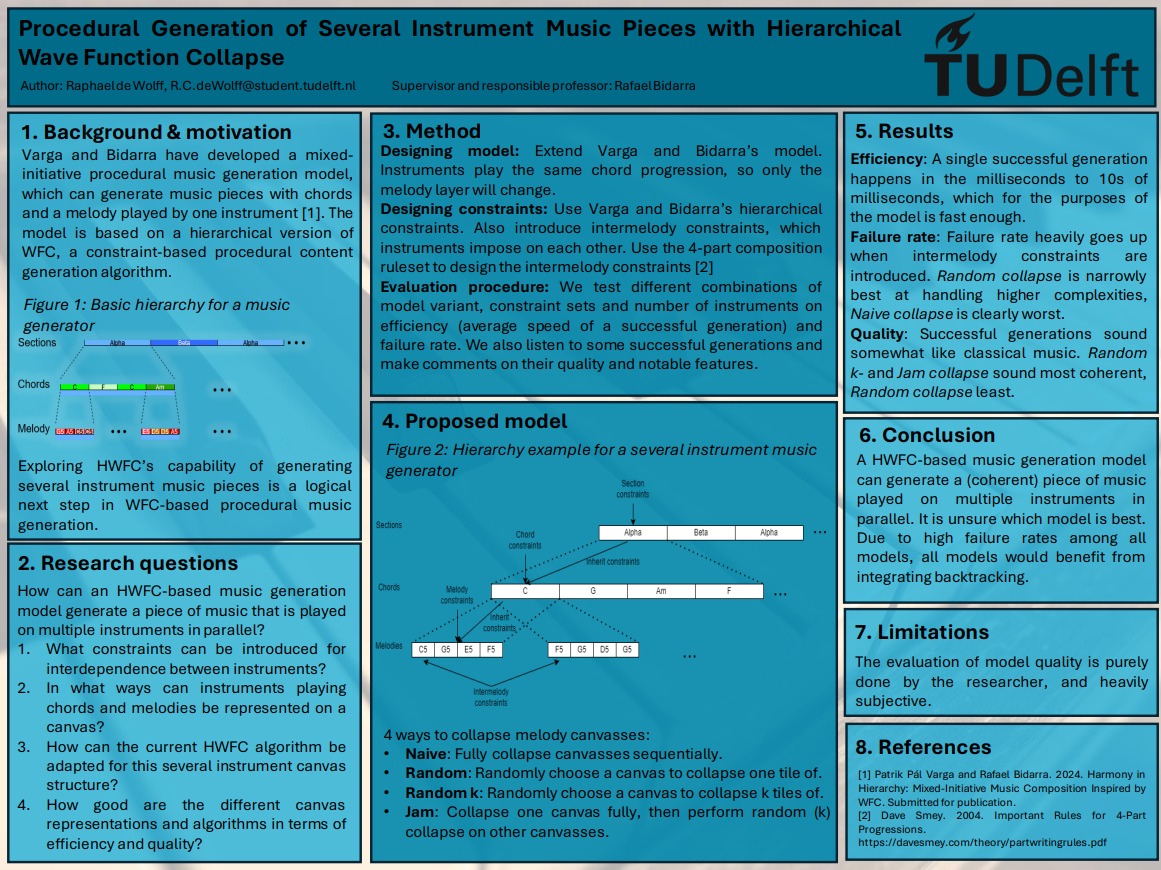 Procedural Generation of Several Instrument Music Pieces with Hierarchical
Wave Function Collapse
Author: Raphael de Wolff, R.C.deWolff@student.tudelft.nl Supervisor and responsible professor: Rafael Bidarra
TUDelft
1. Background & motivation
Varga and Bidarra have developed a mixed-
initiative procedural music generation model,
which can generate music pieces with chords
and a melody played by one instrument [1]. The
model is based on a hierarchical version of
WFC, a constraint-based procedural content
generation algorithm.
Figure 1: Basic hierarchy for a music
generator
Sections Alpha Beta Alpha •••
Chords C F C Am •••
Melody G5 A5 ••• E5 D5 D5 A5 •••
Exploring HWFC's capability of generating
several instrument music pieces is a logical
next step in WFC-based procedural music
generation.
2. Research questions
How can an HWFC-based music generation
model generate a piece of music that is played
on multiple instruments in parallel?
1. What constraints can be introduced for
interdependence between instruments?
2. In what ways can instruments playing
chords and melodies be represented on a
canvas?
3. How can the current HWFC algorithm be
adapted for this several instrument canvas
structure?
4. How good are the different canvas
representations and algorithms in terms of
efficiency and quality?
3. Method
Designing model: Extend Varga and Bidarra's model.
Instruments play the same chord progression, so only the
melody layer will change.
Designing constraints: Use Varga and Bidarra's hierarchical
constraints. Also introduce intermelody constraints, which
instruments impose on each other. Use the 4-part composition
ruleset to design the intermelody constraints [2]
Evaluation procedure: We test different combinations of
model variant, constraint sets and number of instruments on
efficiency (average speed of a successful generation) and
failure rate. We also listen to some successful generations and
make comments on their quality and notable features.
4. Proposed model
Figure 2: Hierarchy example for a several instrument music
generator
Section
constraints
Sections
Alpha Beta Alpha •••
Chord
constraints
Inherit constraints
Chords
C G Am F •••
Melody
constraints
Inherit
constraints
Melodies
C5 G5 E5 F5 F5 G5 D5 G5 •••
Intermelody
constraints
4 ways to collapse melody canvasses:
• Naive: Fully collapse canvasses sequentially.
• Random: Randomly choose a canvas to collapse one tile of.
• Random k: Randomly choose a canvas to collapse k tiles of.
• Jam: Collapse one canvas fully, then perform random (k)
collapse on other canvasses.
5. Results
Efficiency: A single successful generation
happens in the milliseconds to 10s of
milliseconds, which for the purposes of
the model is fast enough.
Failure rate: Failure rate heavily goes up
when intermelody constraints are
introduced. Random collapse is narrowly
best at handling higher complexities,
Naive collapse is clearly worst.
Quality: Successful generations sound
somewhat like classical music. Random
k- and Jam collapse sound most coherent,
Random collapse least.
6. Conclusion
A HWFC-based music generation model
can generate a (coherent) piece of music
played on multiple instruments in
parallel. It is unsure which model is best.
Due to high failure rates among all
models, all models would benefit from
integrating backtracking.
7. Limitations
The evaluation of model quality is purely
done by the researcher, and heavily
subjective.
8. References
[1] Patrik Pál Varga and Rafael Bidarra. 2024. Harmony in
Hierarchy: Mixed-Initiative Music Composition Inspired by
WFC. Submitted for publication.
[2] Dave Smey. 2004. Important Rules for 4-Part
Progressions.
https://davesmey.com/theory/partwritingrules.pdf